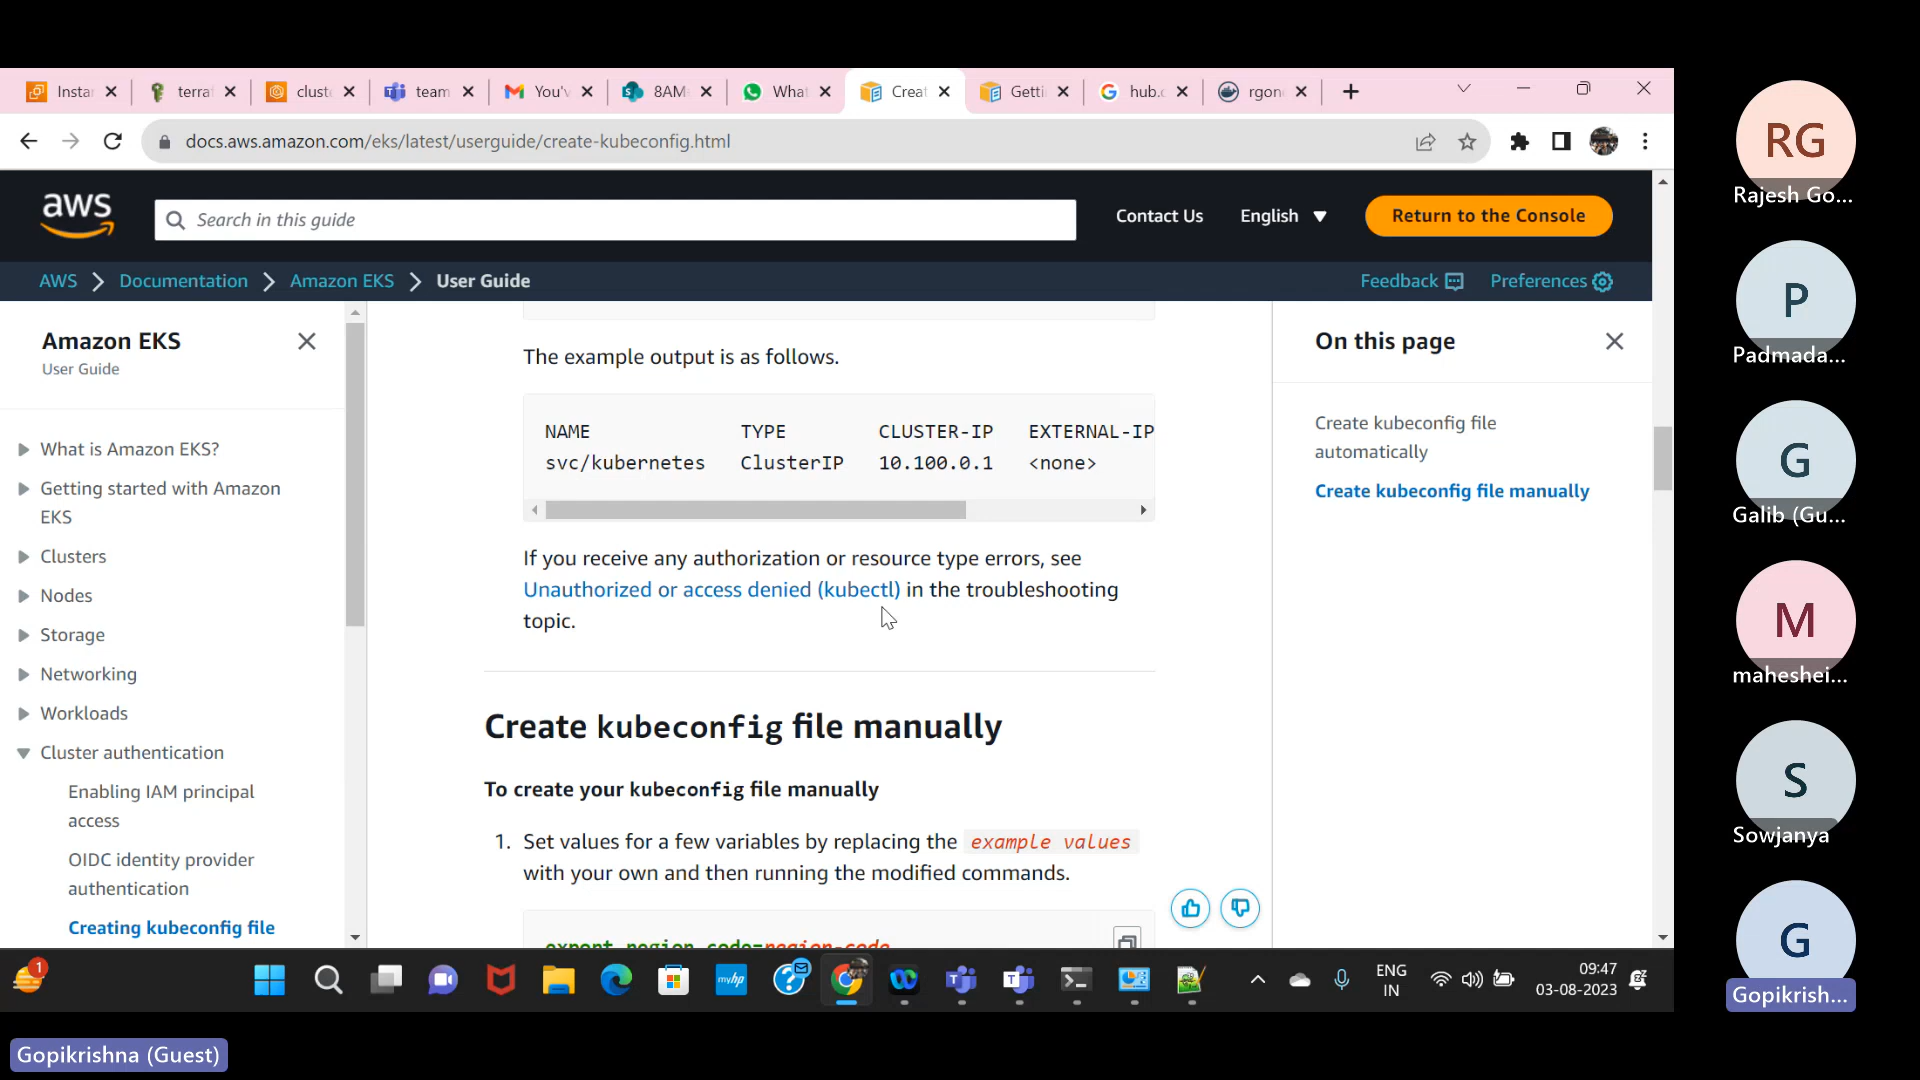 Insta
terra
clust
team
You'v
8AM
What
Creat
Getti
hub.c
rgon
docs.aws.amazon.com/eks/latest/userguide/create-kubeconfig.html
aws
Search in this guide
Contact Us
English
Return to the Console
AWS
Documentation
Amazon EKS
User Guide
Feedback
Preferences
Amazon EKS
User Guide
What is Amazon EKS?
Getting started with Amazon
EKS
Clusters
Nodes
Storage
Networking
Workloads
Cluster authentication
Enabling IAM principal
access
OIDC identity provider
authentication
Creating kubeconfig file
The example output is as follows.
NAME TYPE CLUSTER-IP EXTERNAL-IP
svc/kubernetes ClusterIP 10.100.0.1 <none>
If you receive any authorization or resource type errors, see
Unauthorized or access denied (kubectl) in the troubleshooting
topic.
Create kubeconfig file manually
To create your kubeconfig file manually
1. Set values for a few variables by replacing the example values
with your own and then running the modified commands.
export region_code=region-code
On this page
Create kubeconfig file
automatically
Create kubeconfig file manually
RG
Rajesh Go...
P
Padmada...
G
Galib (Gu...
M
maheshei...
S
Sowjanya
G
Gopikrish...
1
myhp
ENG
IN
09:47
03-08-2023
Gopikrishna (Guest)